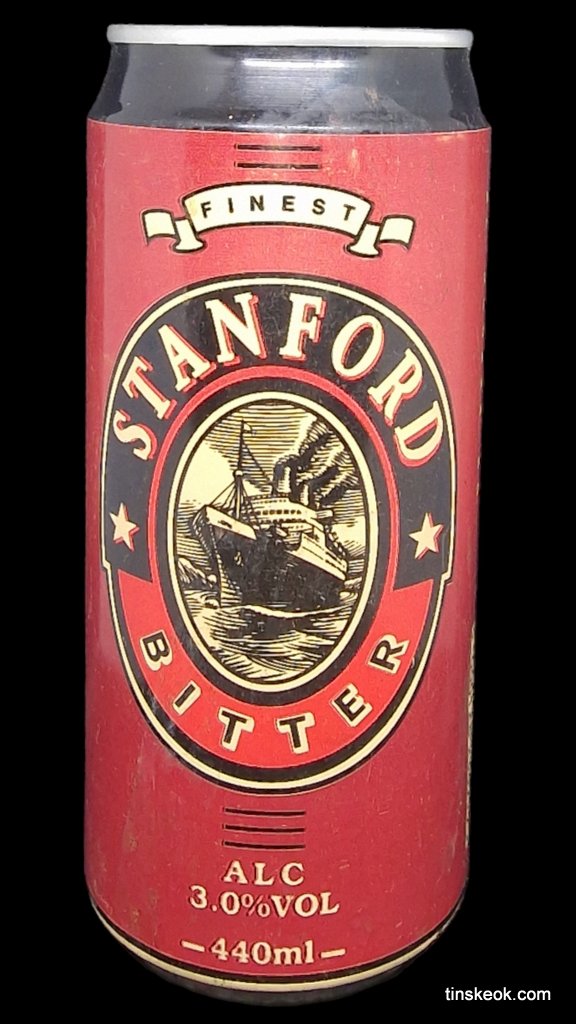 FINEST
STANFORD
BITTER
ALC
3.0%VOL
–440ml–
tinskeok.com